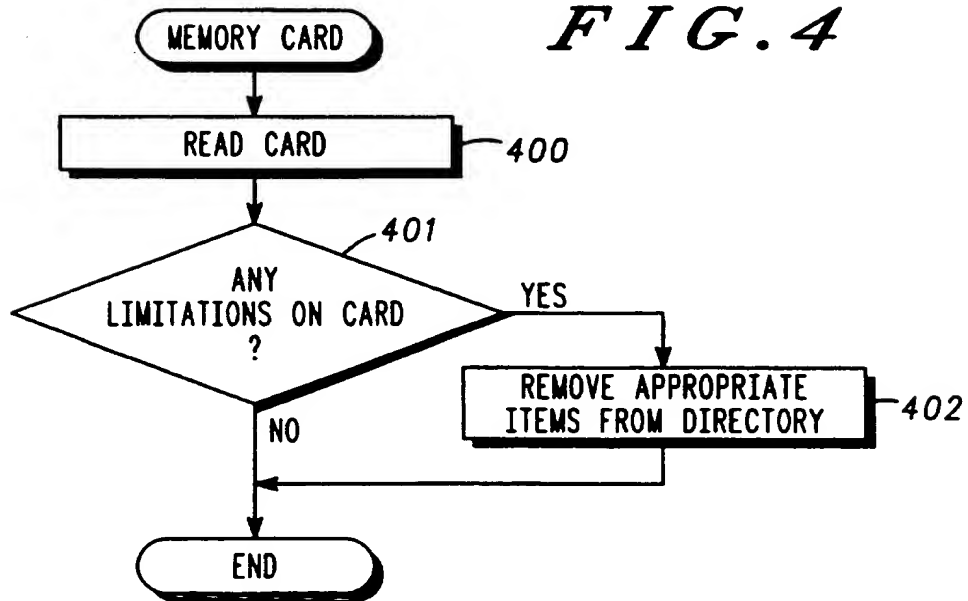 FIG.4
MEMORY CARD
READ CARD
400
401
ANY
LIMITATIONS ON CARD
?
YES
REMOVE APPROPRIATE
ITEMS FROM DIRECTORY
402
NO
END